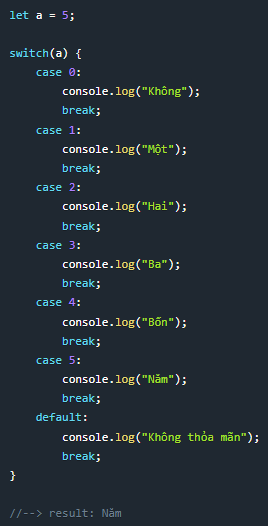 let a = 5;
switch(a) {
case 0:
console.log("Không");
break;
case 1:
console.log("Một");
break;
case 2:
console.log("Hai");
break;
case 3:
console.log("Ba");
break;
case 4:
console.log("Bốn");
break;
case 5:
console.log("Năm");
break;
default:
console.log("Không thỏa mãn");
break;
}
//--> result: Năm